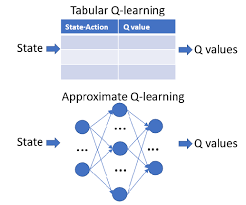 Tabular Q-learning
State-Action Q value
State Q values
Approximate Q-learning
... ...
State Q values
...